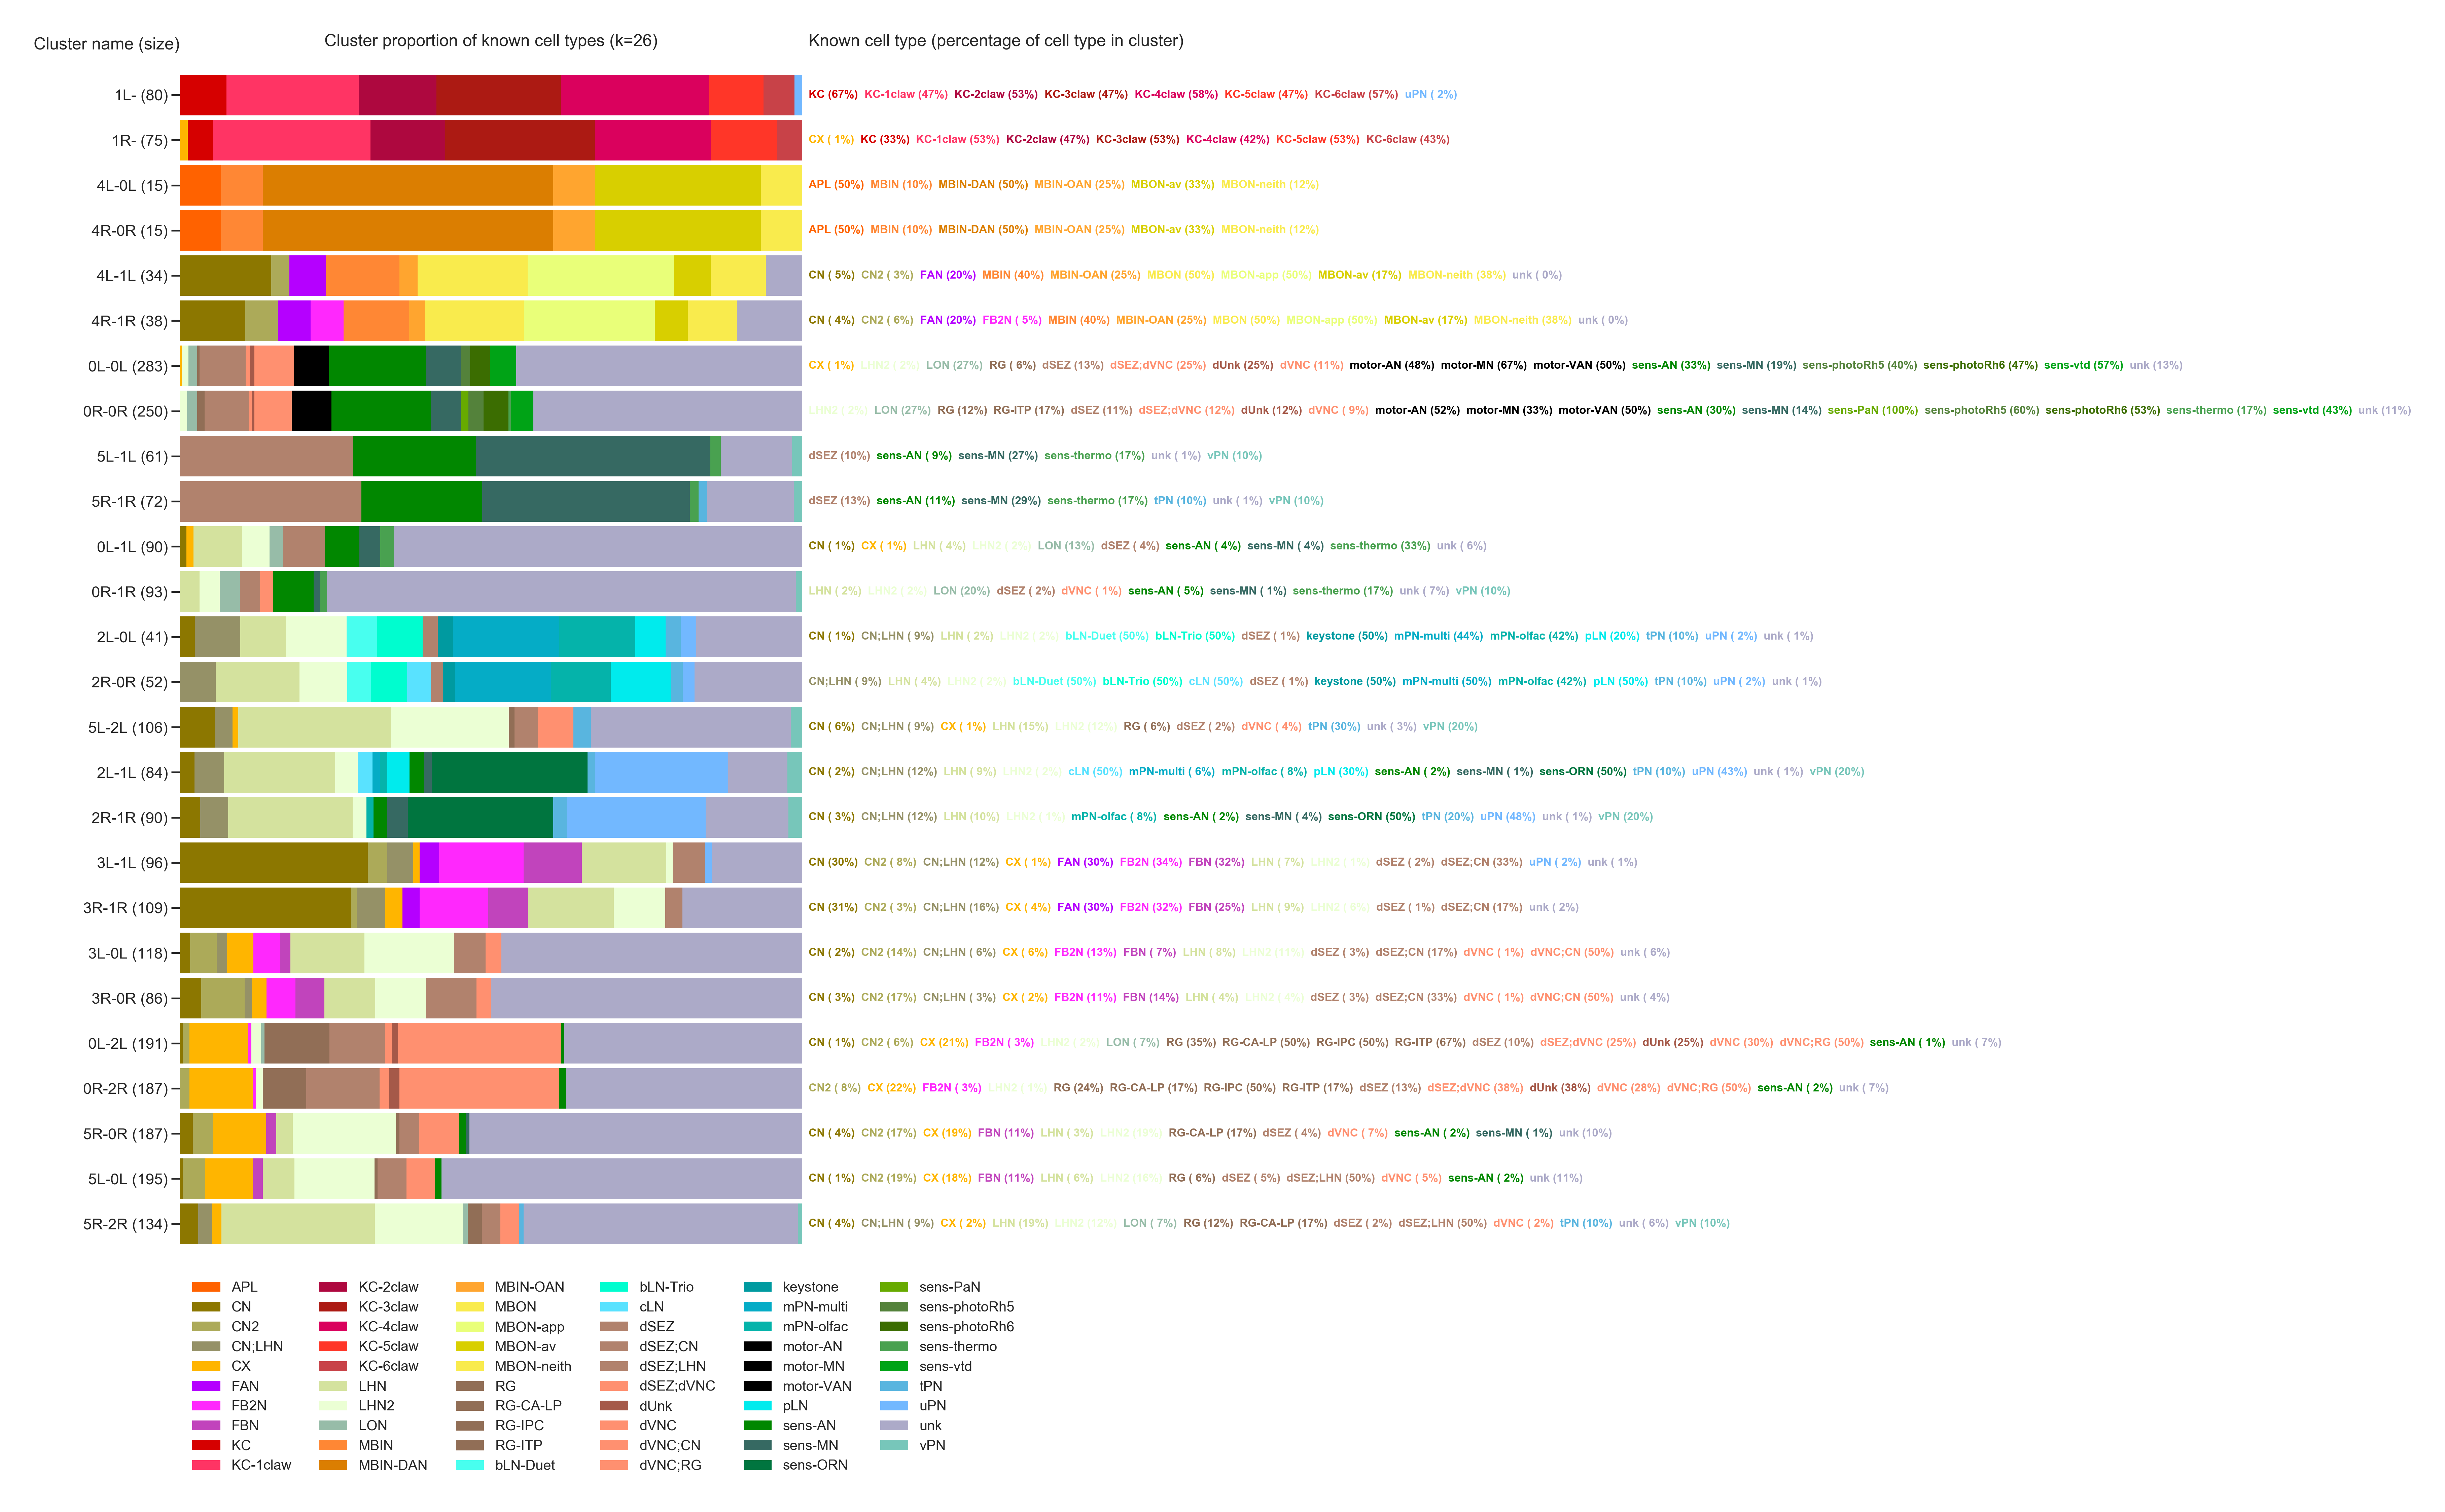 Cluster name (size) Cluster proportion of known cell types (k=26) Known cell type (percentage of cell type in cluster)
1L- (80) KC (67%) KC-1claw (47%) KC-2claw (53%) KC-3claw (47%) KC-4claw (58%) KC-5claw (47%) KC-6claw (57%) uPN ( 2%)
1R- (75) CX ( 1%) KC (33%) KC-1claw (53%) KC-2claw (47%) KC-3claw (53%) KC-4claw (42%) KC-5claw (53%) KC-6claw (43%)
4L-0L (15) APL (50%) MBIN (10%) MBIN-DAN (50%) MBIN-OAN (25%) MBON-av (33%) MBON-neith (12%)
4R-0R (15) APL (50%) MBIN (10%) MBIN-DAN (50%) MBIN-OAN (25%) MBON-av (33%) MBON-neith (12%)
4L-1L (34) CN ( 5%) CN2 ( 3%) FAN (20%) MBIN (40%) MBIN-OAN (25%) MBON (50%) MBON-app (50%) MBON-av (17%) MBON-neith (38%) unk ( 0%)
4R-1R (38) CN ( 4%) CN2 ( 6%) FAN (20%) FB2N ( 5%) MBIN (40%) MBIN-OAN (25%) MBON (50%) MBON-app (50%) MBON-av (17%) MBON-neith (38%) unk ( 0%)
0L-0L (283) CX ( 1%) LHN2 ( 2%) LON (27%) RG ( 6%) dSEZ (13%) dSEZ;dVNC (25%) dUnk (25%) dVNC (11%) motor-AN (48%) motor-MN (67%) motor-VAN (50%) sens-AN (33%) sens-MN (19%) sens-photoRh5 (40%) sens-photoRh6 (47%) sens-vtd (57%) unk (13%)
0R-0R (250) LHN2 ( 2%) LON (27%) RG (12%) RG-ITP (17%) dSEZ (11%) dSEZ;dVNC (12%) dUnk (12%) dVNC ( 9%) motor-AN (52%) motor-MN (33%) motor-VAN (50%) sens-AN (30%) sens-MN (14%) sens-PaN (100%) sens-photoRh5 (60%) sens-photoRh6 (53%) sens-thermo (17%) sens-vtd (43%) unk (11%)
5L-1L (61) dSEZ (10%) sens-AN ( 9%) sens-MN (27%) sens-thermo (17%) unk ( 1%) vPN (10%)
5R-1R (72) dSEZ (13%) sens-AN (11%) sens-MN (29%) sens-thermo (17%) tPN (10%) unk ( 1%) vPN (10%)
0L-1L (90) CN ( 1%) CX ( 1%) LHN ( 4%) LHN2 ( 2%) LON (13%) dSEZ ( 4%) sens-AN ( 4%) sens-MN ( 4%) sens-thermo (33%) unk ( 6%)
0R-1R (93) LHN ( 2%) LHN2 ( 2%) LON (20%) dSEZ ( 2%) dVNC ( 1%) sens-AN ( 5%) sens-MN ( 1%) sens-thermo (17%) unk ( 7%) vPN (10%)
2L-0L (41) CN ( 1%) CN;LHN ( 9%) LHN ( 2%) LHN2 ( 2%) bLN-Duet (50%) bLN-Trio (50%) dSEZ ( 1%) keystone (50%) mPN-multi (44%) mPN-olfac (42%) pLN (20%) tPN (10%) uPN ( 2%) unk ( 1%)
2R-0R (52) CN;LHN ( 9%) LHN ( 4%) LHN2 ( 2%) bLN-Duet (50%) bLN-Trio (50%) cLN (50%) dSEZ ( 1%) keystone (50%) mPN-multi (50%) mPN-olfac (42%) pLN (50%) tPN (10%) uPN ( 2%) unk ( 1%)
5L-2L (106) CN ( 6%) CN;LHN ( 9%) CX ( 1%) LHN (15%) LHN2 (12%) RG ( 6%) dSEZ ( 2%) dVNC ( 4%) tPN (30%) unk ( 3%) vPN (20%)
2L-1L (84) CN ( 2%) CN;LHN (12%) LHN ( 9%) LHN2 ( 2%) cLN (50%) mPN-multi ( 6%) mPN-olfac ( 8%) pLN (30%) sens-AN ( 2%) sens-MN ( 1%) sens-ORN (50%) tPN (10%) uPN (43%) unk ( 1%) vPN (20%)
2R-1R (90) CN ( 3%) CN;LHN (12%) LHN (10%) LHN2 ( 1%) mPN-olfac ( 8%) sens-AN ( 2%) sens-MN ( 4%) sens-ORN (50%) tPN (20%) uPN (48%) unk ( 1%) vPN (20%)
3L-1L (96) CN (30%) CN2 ( 8%) CN;LHN (12%) CX ( 1%) FAN (30%) FB2N (34%) FBN (32%) LHN ( 7%) LHN2 ( 1%) dSEZ ( 2%) dSEZ;CN (33%) uPN ( 2%) unk ( 1%)
3R-1R (109) CN (31%) CN2 ( 3%) CN;LHN (16%) CX ( 4%) FAN (30%) FB2N (32%) FBN (25%) LHN ( 9%) LHN2 ( 6%) dSEZ ( 1%) dSEZ;CN (17%) unk ( 2%)
3L-0L (118) CN ( 2%) CN2 (14%) CN;LHN ( 6%) CX ( 6%) FB2N (13%) FBN ( 7%) LHN ( 8%) LHN2 (11%) dSEZ ( 3%) dSEZ;CN (17%) dVNC ( 1%) dVNC;CN (50%) unk ( 6%)
3R-0R (86) CN ( 3%) CN2 (17%) CN;LHN ( 3%) CX ( 2%) FB2N (11%) FBN (14%) LHN ( 4%) LHN2 ( 4%) dSEZ ( 3%) dSEZ;CN (33%) dVNC ( 1%) dVNC;CN (50%) unk ( 4%)
0L-2L (191) CN ( 1%) CN2 ( 6%) CX (21%) FB2N ( 3%) LHN2 ( 2%) LON ( 7%) RG (35%) RG-CA-LP (50%) RG-IPC (50%) RG-ITP (67%) dSEZ (10%) dSEZ;dVNC (25%) dUnk (25%) dVNC (30%) dVNC;RG (50%) sens-AN ( 1%) unk ( 7%)
0R-2R (187) CN2 ( 8%) CX (22%) FB2N ( 3%) LHN2 ( 1%) RG (24%) RG-CA-LP (17%) RG-IPC (50%) RG-ITP (17%) dSEZ (13%) dSEZ;dVNC (38%) dUnk (38%) dVNC (28%) dVNC;RG (50%) sens-AN ( 2%) unk ( 7%)
5R-0R (187) CN ( 4%) CN2 (17%) CX (19%) FBN (11%) LHN ( 3%) LHN2 (19%) RG-CA-LP (17%) dSEZ ( 4%) dVNC ( 7%) sens-AN ( 2%) sens-MN ( 1%) unk (10%)
5L-0L (195) CN ( 1%) CN2 (19%) CX (18%) FBN (11%) LHN ( 6%) LHN2 RG ( 6%) dSEZ ( 5%) dSEZ;LHN (50%) dVNC ( 5%) sens-AN ( 2%) unk (11%)
5R-2R (134) CN ( 4%) CN;LHN ( 9%) CX ( 2%) LHN (19%) LHN2 (12%) LON ( 7%) RG (12%) RG-CA-LP (17%) dSEZ ( 2%) dSEZ;LHN (50%) dVNC ( 2%) tPN (10%) unk ( 6%) vPN (10%)
APL KC-2claw MBIN-OAN bLN-Trio keystone sens-PaN
CN KC-3claw MBON cLN mPN-multi sens-photoRh5
CN2 KC-4claw MBON-app dSEZ mPN-olfac sens-photoRh6
CN;LHN KC-5claw MBON-av dSEZ;CN motor-AN sens-thermo
CX KC-6claw MBON-neith dSEZ;LHN motor-MN sens-vtd
FAN LHN RG dSEZ;dVNC motor-VAN tPN
FB2N LHN2 RG-CA-LP dUnk pLN uPN
FBN LON RG-IPC dVNC sens-AN unk
KC MBIN RG-ITP dVNC;CN sens-MN vPN
KC-1claw MBIN-DAN bLN-Duet dVNC;RG sens-ORN